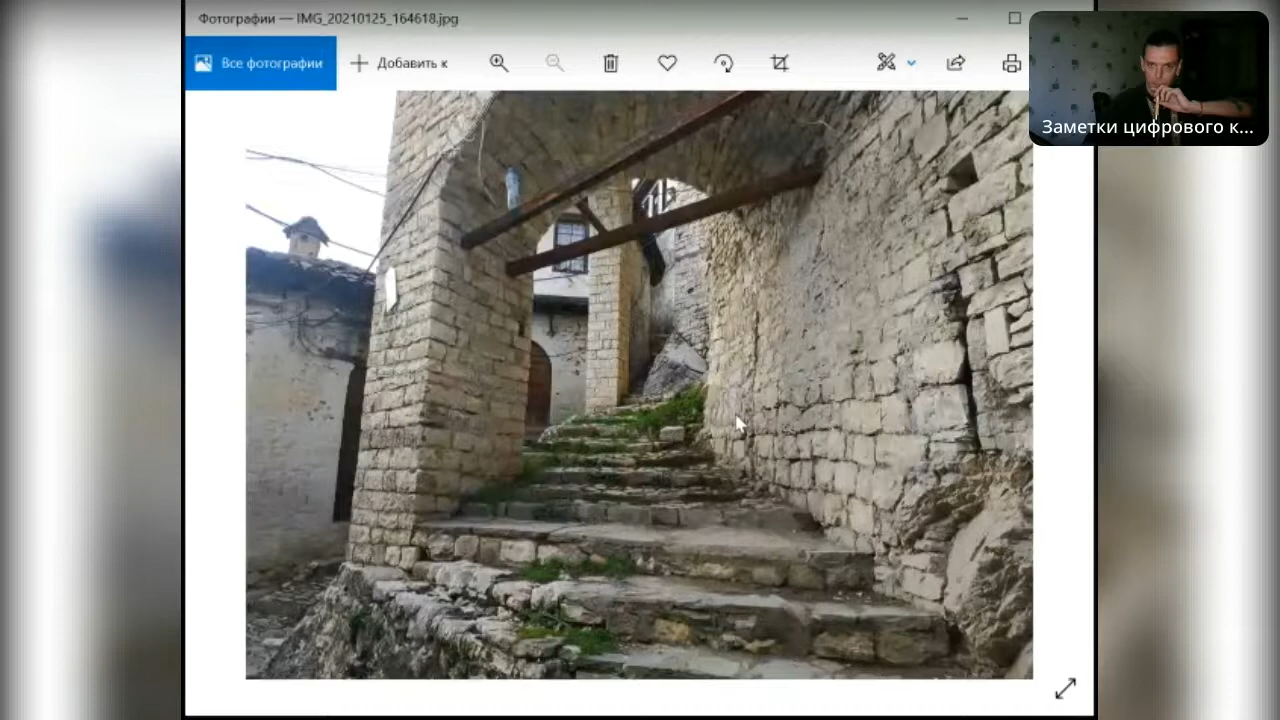 Фотографии — IMG_20210125_164618.jpg
Все фотографии
Добавить к
Заметки цифрового к...